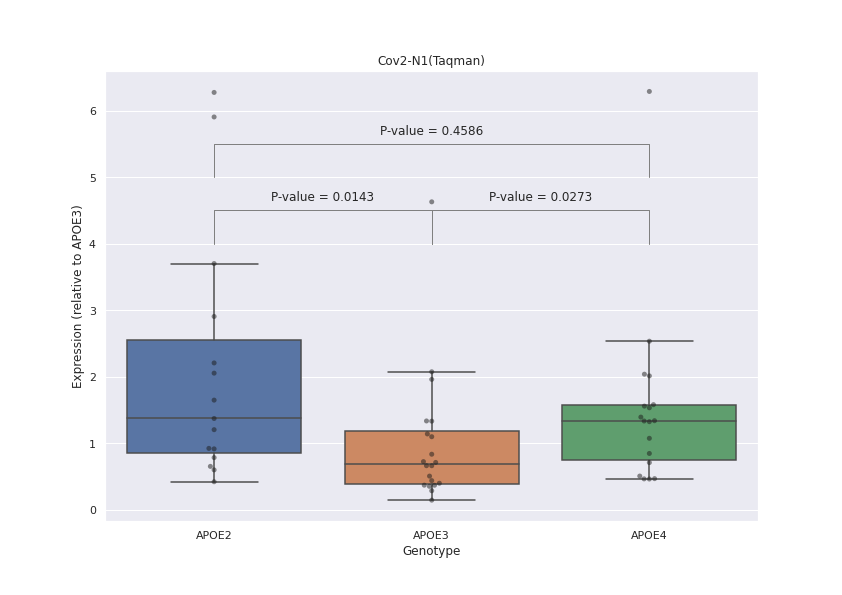 Cov2-N1(Taqman)
6
P-value = 0.4586
5
P-value = 0.0143
P-value = 0.0273
4
3
2
1
0
Expression (relative to APOE3)
APOE2
APOE3
APOE4
Genotype